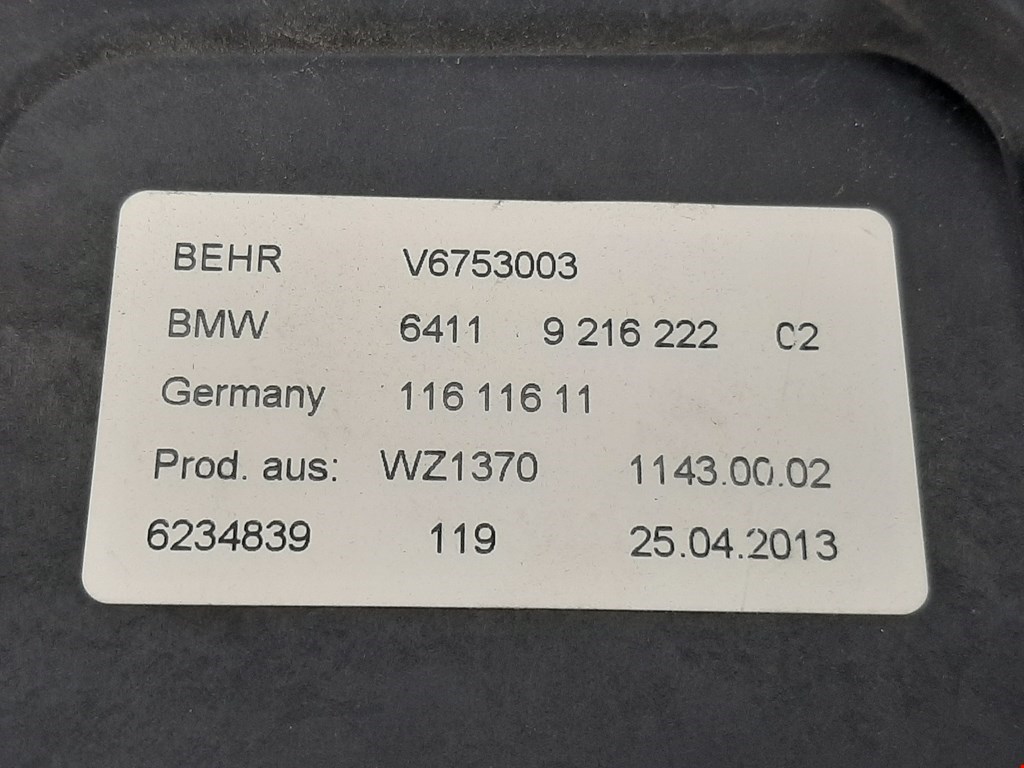 BEHR V6753003
BMW 6411 9 216 222 02
Germany 116 116 11
Prod. aus: WZ1370 1143.00.02
6234839 119 25.04.2013